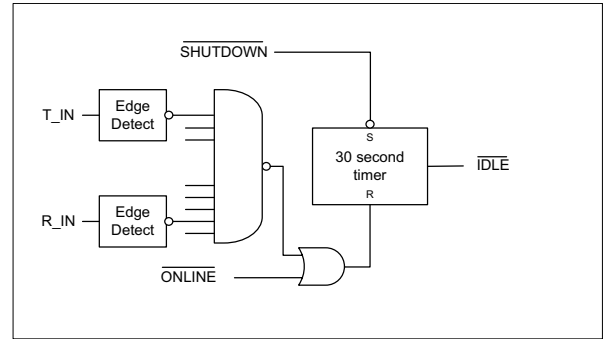 SHUTDOWN
T_IN
Edge
Detect
S
30 second
timer
R
IDLE
R_IN
Edge
Detect
ONLINE